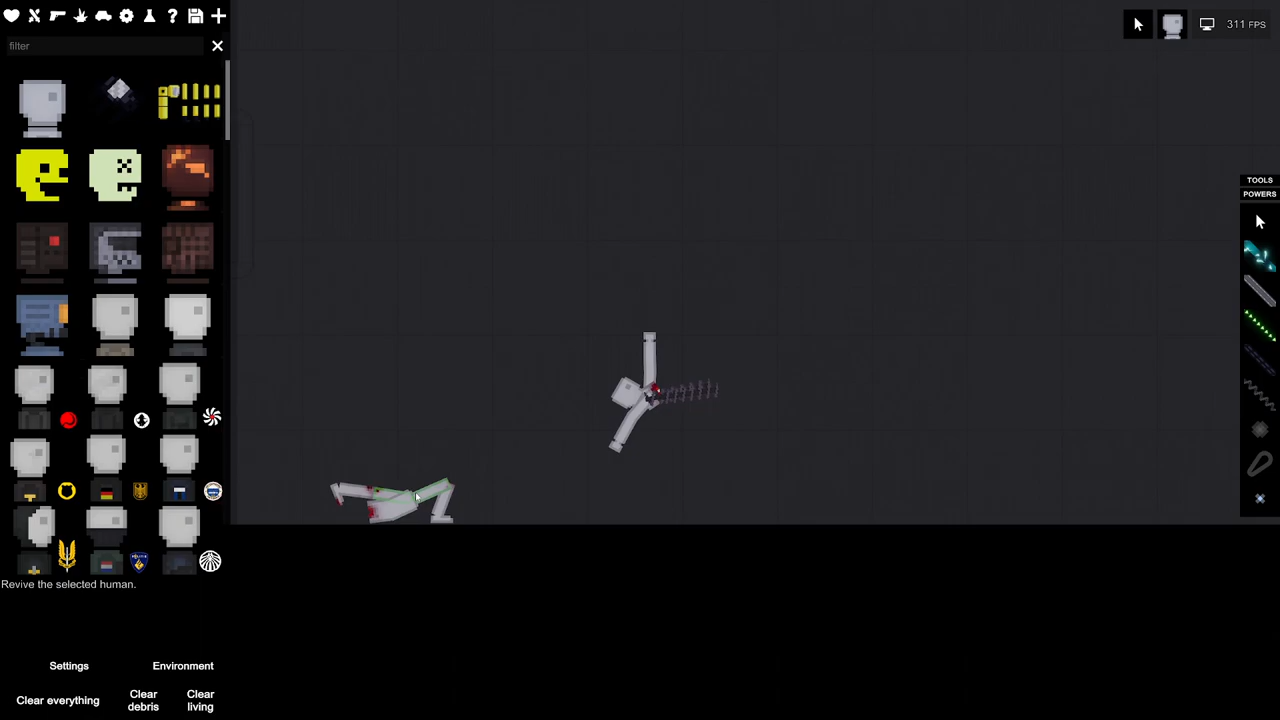 311 FPS
filter
TOOLS
POWERS
Revive the selected human.
Settings
Environment
Clear everything
Clear debris
Clear living